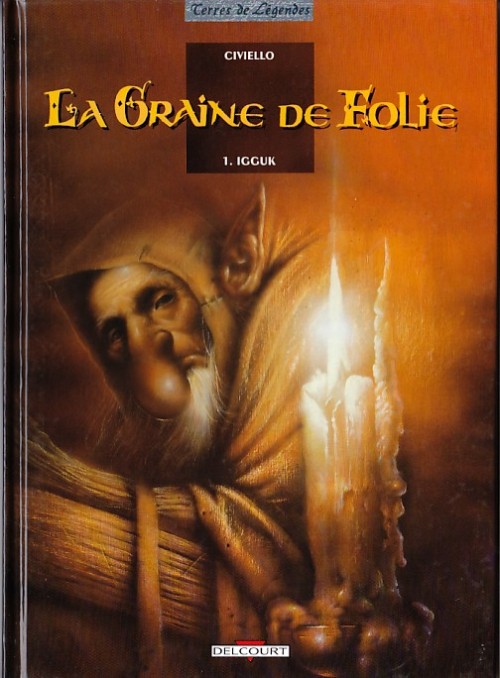 Terres de Légendes
CIVIELLO
LA GRAINE DE FOLIE
1. IGGUK
DELCOURT